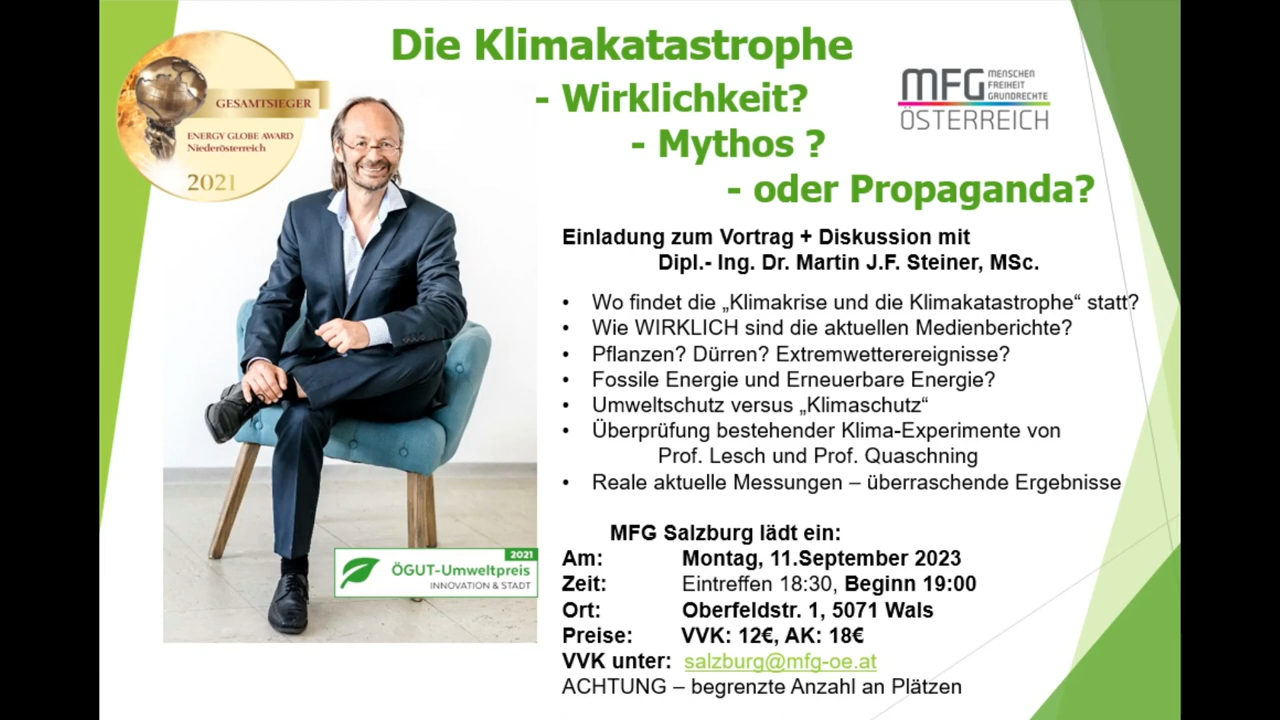 Die Klimakatastrophe
- Wirklichkeit?
- Mythos ?
- oder Propaganda?
GESAMTSIEGER
ENERGY GLOBE AWARD
Niederösterreich
2021
MFG MENSCHEN
FREIHEIT
GRUNDRECHTE
ÖSTERREICH
Einladung zum Vortrag + Diskussion mit
Dipl.- Ing. Dr. Martin J.F. Steiner, MSc.
• Wo findet die „Klimakrise und die Klimakatastrophe“ statt?
• Wie WIRKLICH sind die aktuellen Medienberichte?
• Pflanzen? Dürren? Extremwetterereignisse?
• Fossile Energie und Erneuerbare Energie?
• Umweltschutz versus „Klimaschutz“
• Überprüfung bestehender Klima-Experimente von
Prof. Lesch und Prof. Quaschning
• Reale aktuelle Messungen – überraschende Ergebnisse
2021
ÖGUT-Umweltpreis
INNOVATION & STADT
MFG Salzburg lädt ein:
Am: Montag, 11.September 2023
Zeit: Eintreffen 18:30, Beginn 19:00
Ort: Oberfeldstr. 1, 5071 Wals
Preise: VVK: 12€, AK: 18€
VVK unter: salzburg@mfg-oe.at
ACHTUNG – begrenzte Anzahl an Plätzen